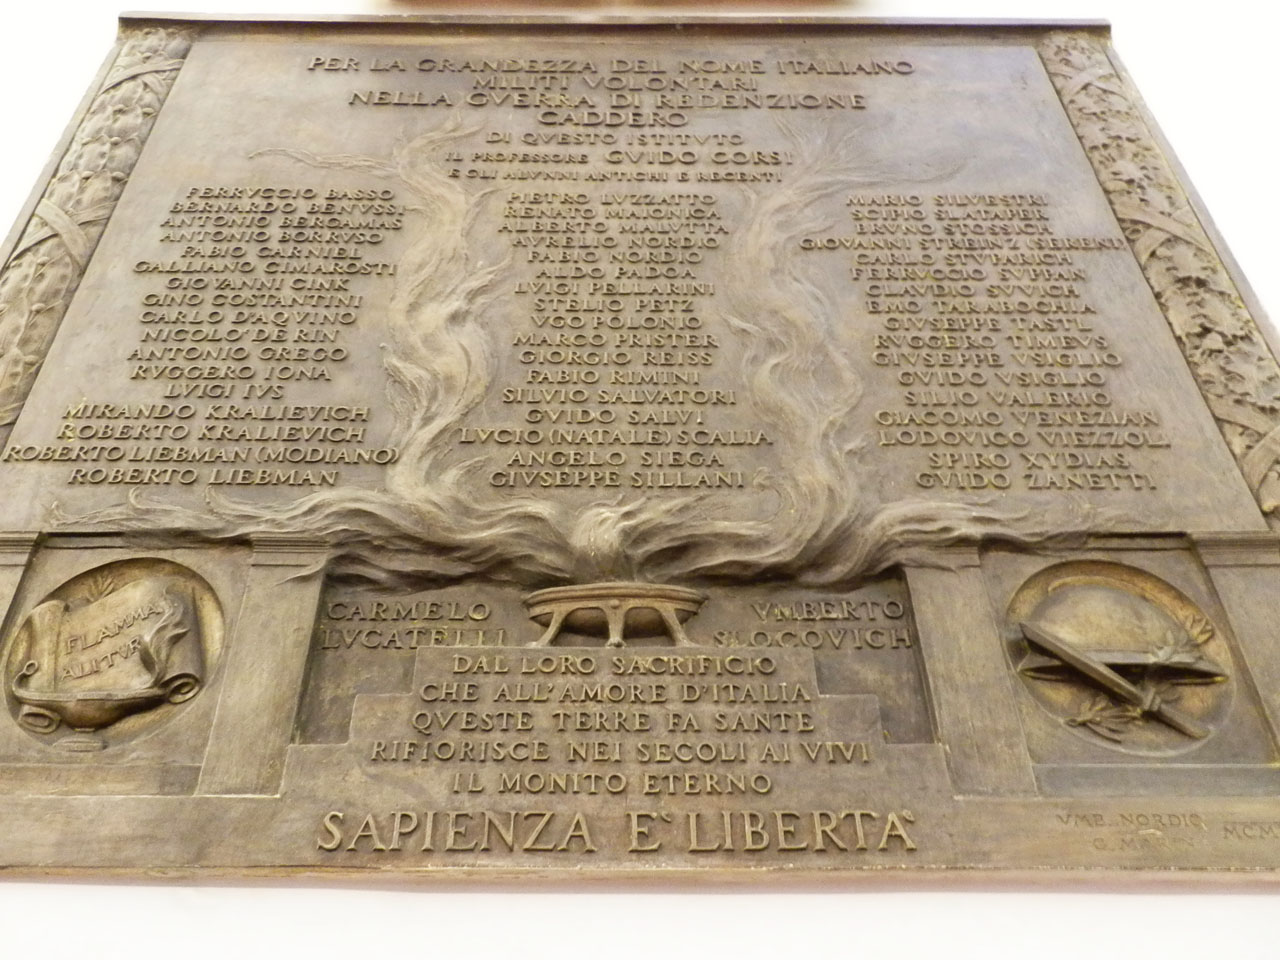 PER LA GRANDEZZA DEL NOME ITALIANO
MILITI VOLONTARI
NELLA GVERRA DI REDENZIONE
CADDERO
DI QVESTO ISTITVTO
IL PROFESSORE GVIDO CORSI
E GLI ALVNNI ANTICHI E RECENTI
FERRVCCIO BASSO
BERNARDO BENVSSI
ANTONIO BERGAMAS
ANTONIO BORRVSO
FABIO CARNIEL
GALLIANO CIMAROSTI
GIOVANNI CINK
GINO COSTANTINI
CARLO D'AQVINO
NICOLO' DE RIN
ANTONIO GREGO
RVGGERO IONA
LVIGI IVS
MIRANDO KRALIEVICH
ROBERTO KRALIEVICH
ROBERTO LIEBMAN (MODIANO)
ROBERTO LIEBMAN
PIETRO LVZZATTO
RENATO MAIONICA
ALBERTO MALVTTA
AVRELIO NORDIO
FABIO NORDIO
ALDO PADOA
LVIGI PELLARINI
STELIO PETZ
VGO POLONIO
MARCO PRISTER
GIORGIO REISS
FABIO RIMINI
SILVIO SALVATORI
GVIDO SALVI
LVCIO (NATALE) SCALIA
ANGELO SIEGA
GIVSEPPE SILLANI
MARIO SILVESTRI
SCIPIO SLATAPER
BRVNO STOSSICH
GIOVANNI STREINZ (SERENI)
CARLO STVPARICH
FERRVCCIO SVPPAN
CLAVDIO SVVICH
EMO TARABOCHIA
GIVSEPPE TASTL
RVGGERO TIMEVS
GIVSEPPE VSIGLIO
GVIDO VSIGLIO
SILIO VALERIO
GIACOMO VENEZIAN
LODOVICO VIEZZOLI
SPIRO XYDIAS
GVIDO ZANETTI
CARMELO
LVCATELLI
VMBERTO
SLOCOVICH
FLAMMA
ALITVR
DAL LORO SACRIFICIO
CHE ALL'AMORE D'ITALIA
QVESTE TERRE FA SANTE
RIFIORISCE NEI SECOLI AI VIVI
IL MONITO ETERNO
SAPIENZA E' LIBERTA'
VMB. NORDIO
G. MARIN